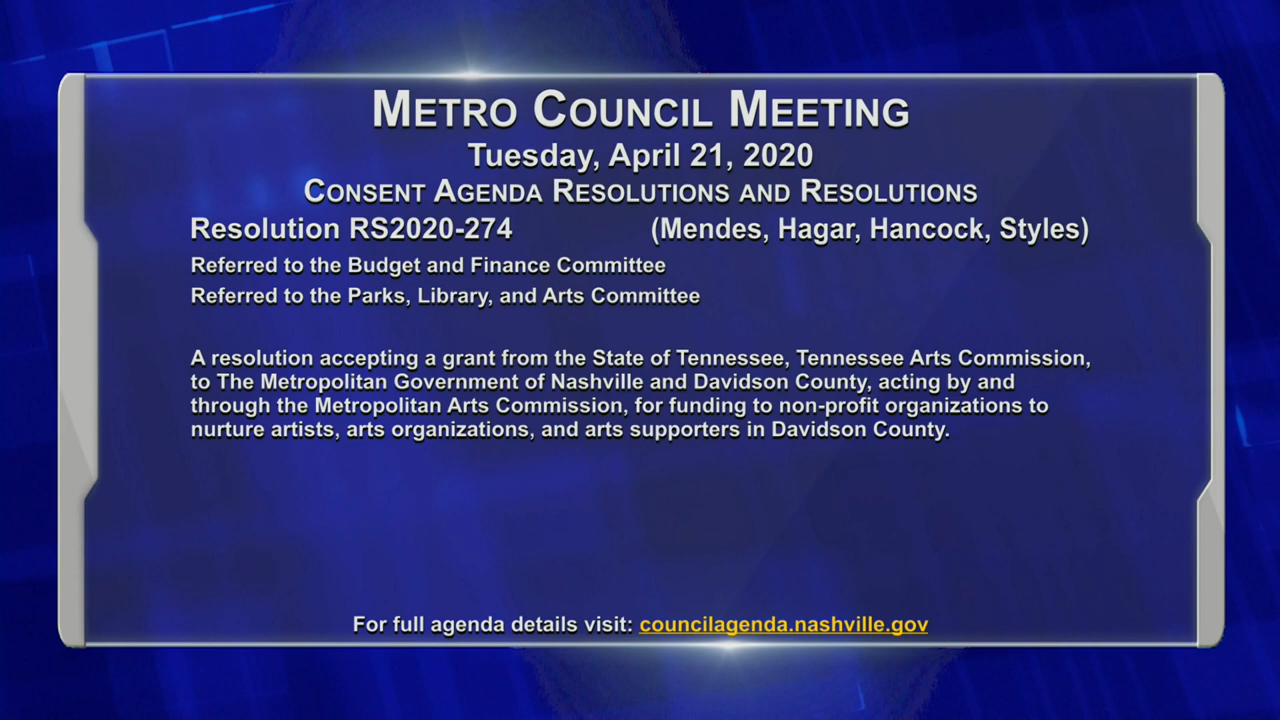 Metro Council Meeting
Tuesday, April 21, 2020
Consent Agenda Resolutions and Resolutions
Resolution RS2020-274 (Mendes, Hagar, Hancock, Styles)
Referred to the Budget and Finance Committee
Referred to the Parks, Library, and Arts Committee
A resolution accepting a grant from the State of Tennessee, Tennessee Arts Commission,
to The Metropolitan Government of Nashville and Davidson County, acting by and
through the Metropolitan Arts Commission, for funding to non-profit organizations to
nurture artists, arts organizations, and arts supporters in Davidson County.
For full agenda details visit: councilagenda.nashville.gov